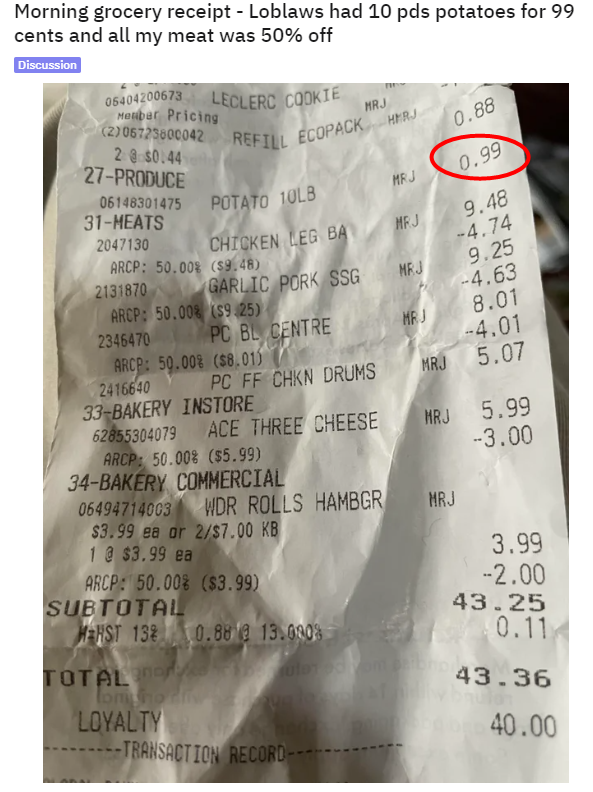 Morning grocery receipt - Loblaws had 10 pds potatoes for 99
cents and all my meat was 50% off
Discussion
06404200673 LECLERC COOKIE MRJ
Member Pricing
(2)06723800042 REFILL ECOPACK HMRJ 0.88
2 @ $0.44
27-PRODUCE
06148301475 POTATO 10LB MRJ 0.99
31-MEATS
2047130 CHICKEN LEG BA MRJ 9.48
ARCP: 50.00% ($9.48) -4.74
2131870 GARLIC PORK SSG MRJ 9.25
ARCP: 50.00% ($9.25) -4.63
2346470 PC BL CENTRE MRJ 8.01
ARCP: 50.00% ($8.01) -4.01
2416640 PC FF CHKN DRUMS MRJ 5.07
33-BAKERY INSTORE
62855304079 ACE THREE CHEESE MRJ 5.99
ARCP: 50.00% ($5.99) -3.00
34-BAKERY COMMERCIAL
06494714003 WDR ROLLS HAMBGR MRJ
$3.99 ea or 2/$7.00 KB
1 @ $3.99 ea 3.99
ARCP: 50.00% ($3.99) -2.00
SUBTOTAL 43.25
H=HST 13% 0.88 @ 13.000% 0.11
TOTAL 43.36
LOYALTY 40.00
----------TRANSACTION RECORD----------